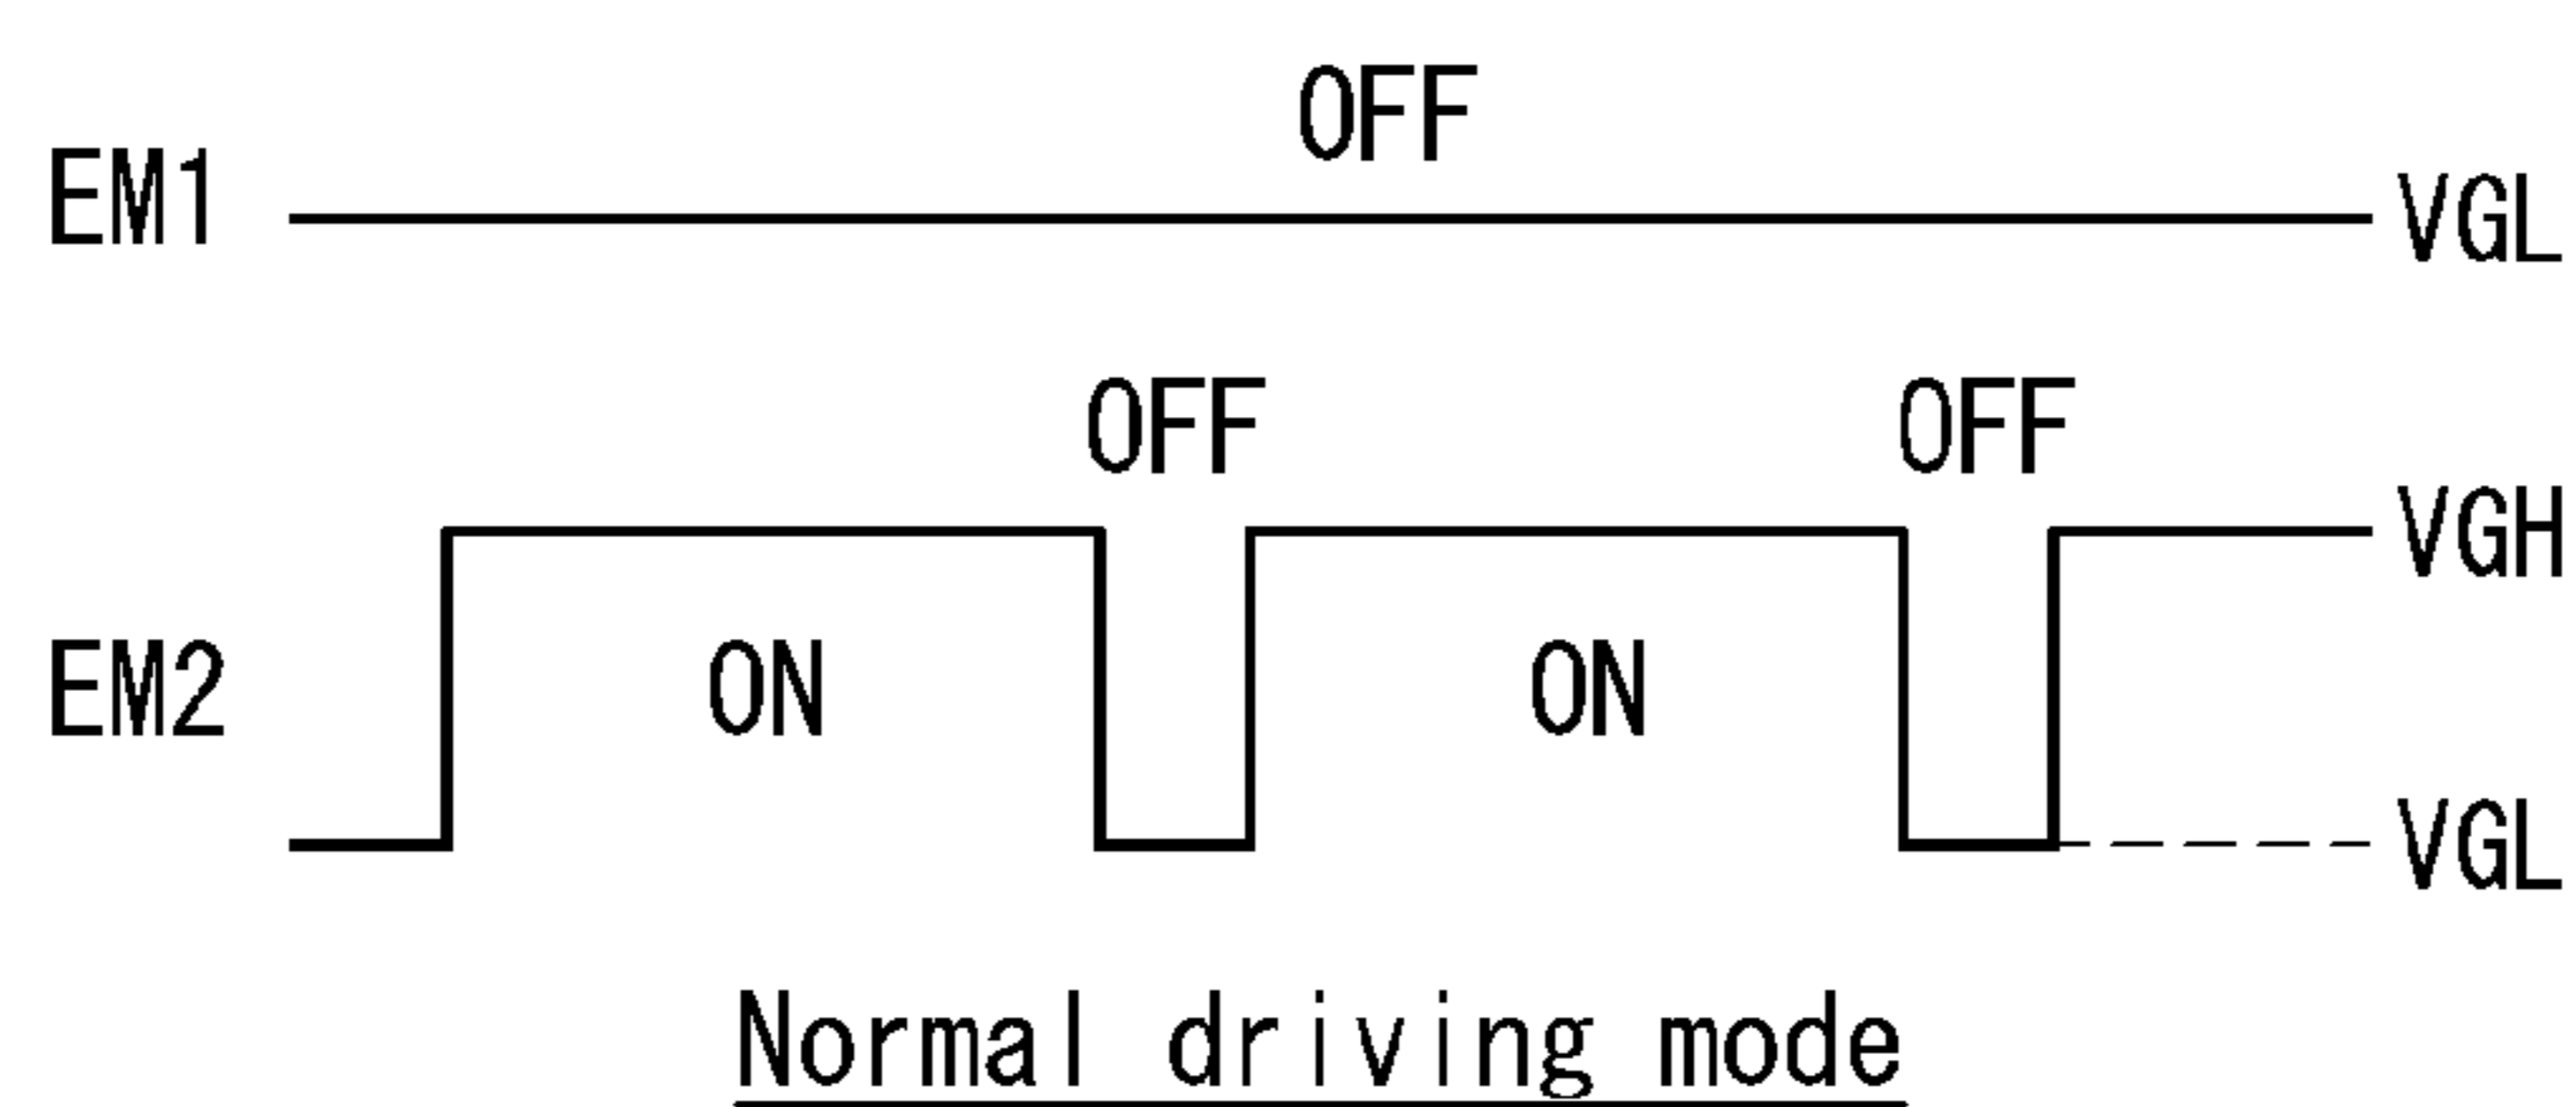 OFF
EM1
VGL
OFF
OFF
VGH
EM2
ON
ON
VGL
Normal driving mode